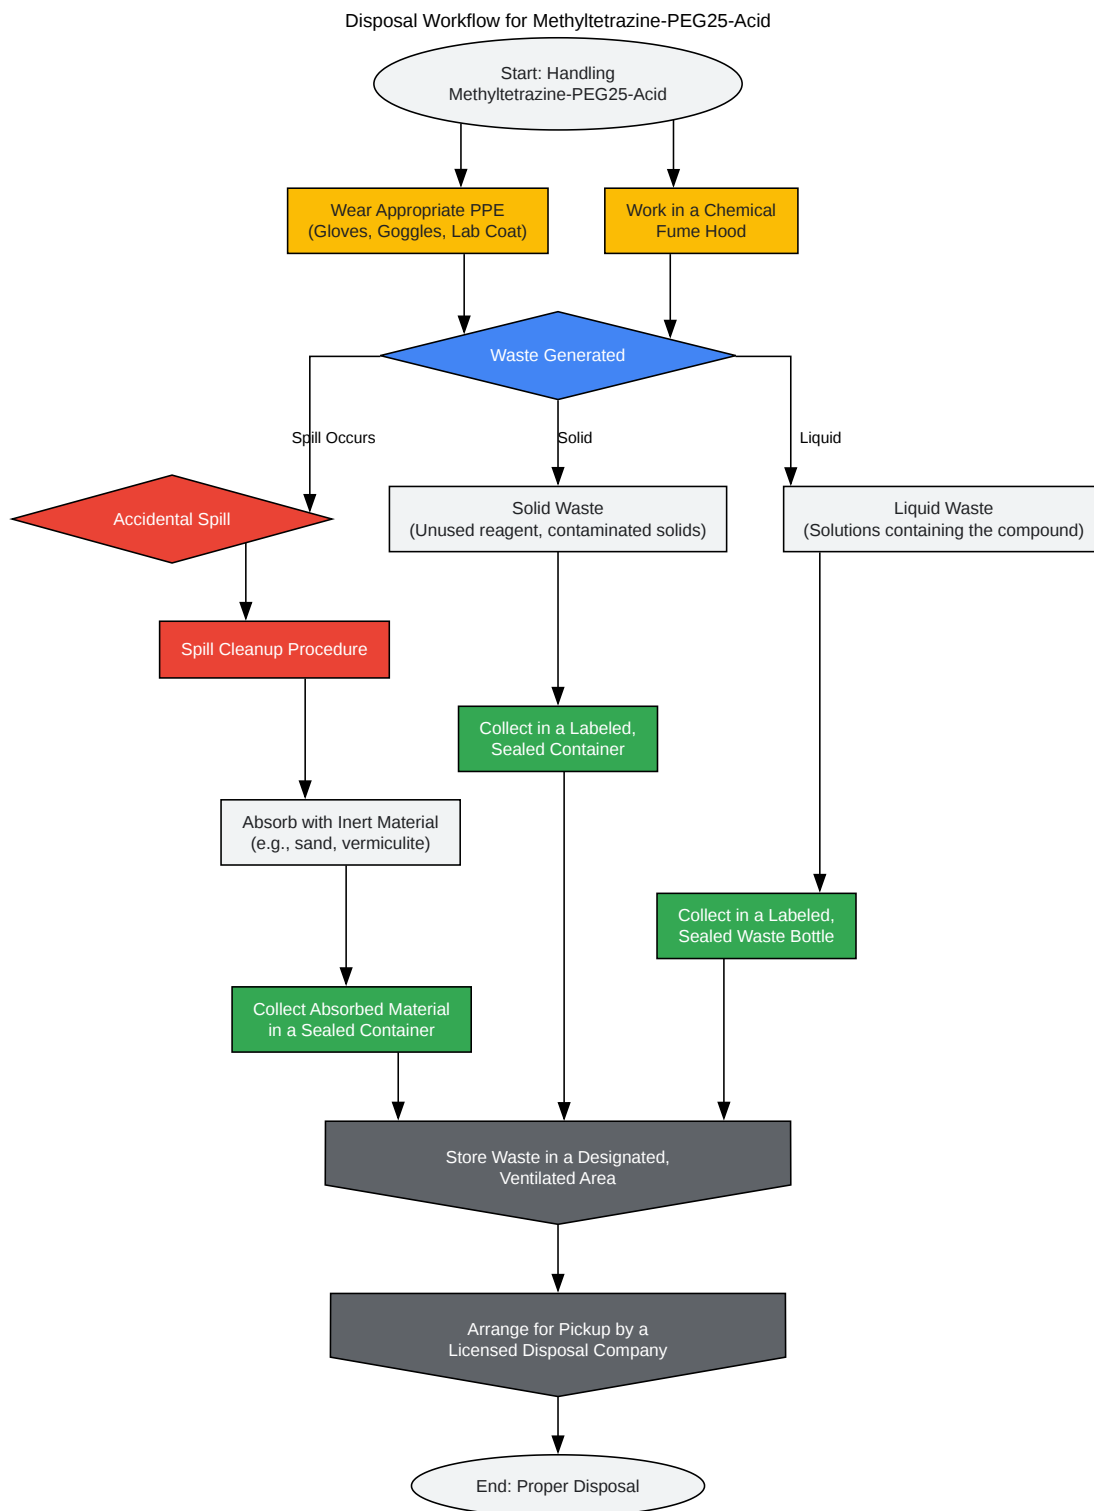 Disposal Workflow for Methyltetrazine-PEG25-Acid
Start: Handling
Methyltetrazine-PEG25-Acid
Wear Appropriate PPE
(Gloves, Goggles, Lab Coat)
Work in a Chemical
Fume Hood
Waste Generated
Spill Occurs
Solid
Liquid
Accidental Spill
Solid Waste
(Unused reagent, contaminated solids)
Liquid Waste
(Solutions containing the compound)
Spill Cleanup Procedure
Collect in a Labeled,
Sealed Container
Absorb with Inert Material
(e.g., sand, vermiculite)
Collect in a Labeled,
Sealed Waste Bottle
Collect Absorbed Material
in a Sealed Container
Store Waste in a Designated,
Ventilated Area
Arrange for Pickup by a
Licensed Disposal Company
End: Proper Disposal